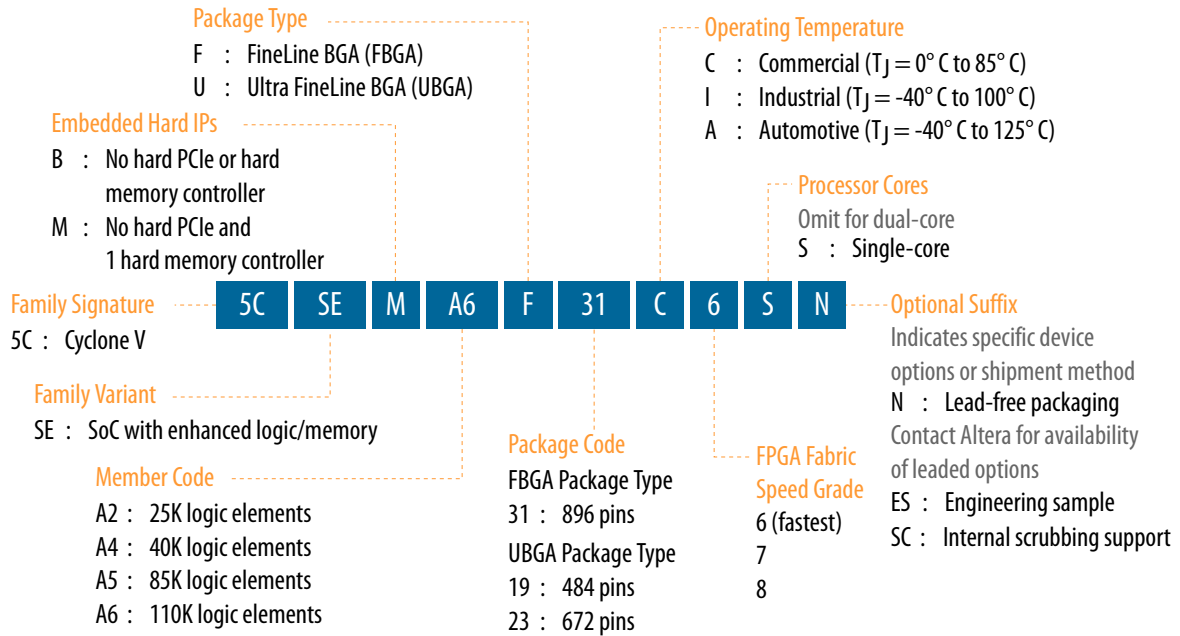 Package Type
F : FineLine BGA (FBGA)
U : Ultra FineLine BGA (UBGA)
Embedded Hard IPs
B : No hard PCIe or hard
memory controller
M : No hard PCIe and
1 hard memory controller
Operating Temperature
C : Commercial (TJ = 0° C to 85° C)
I : Industrial (TJ = -40° C to 100° C)
A : Automotive (TJ = -40° C to 125° C)
Processor Cores
Omit for dual-core
S : Single-core
Family Signature
5C : Cyclone V
5C SE M A6 F 31 C 6 S N
Optional Suffix
Indicates specific device
options or shipment method
N : Lead-free packaging
Contact Altera for availability
of leaded options
ES : Engineering sample
SC : Internal scrubbing support
Family Variant
SE : SoC with enhanced logic/memory
Member Code
A2 : 25K logic elements
A4 : 40K logic elements
A5 : 85K logic elements
A6 : 110K logic elements
Package Code
FBGA Package Type
31 : 896 pins
UBGA Package Type
19 : 484 pins
23 : 672 pins
FPGA Fabric
Speed Grade
6 (fastest)
7
8